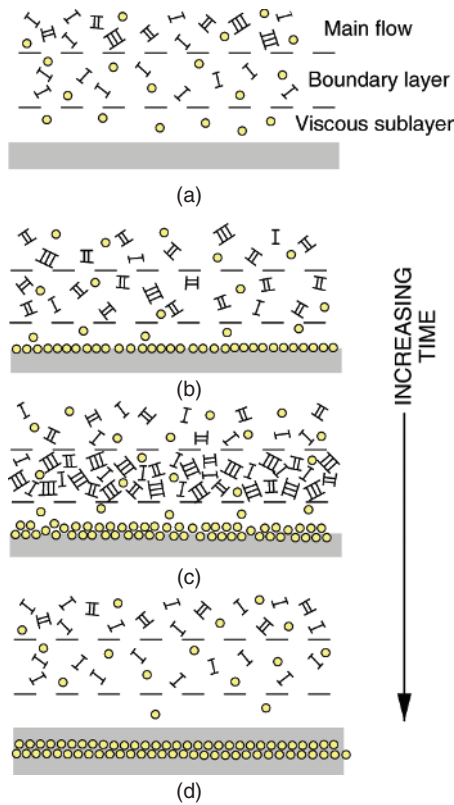 Main flow
Boundary layer
Viscous sublayer
(a)
(b)
INCREASING
TIME
(c)
(d)